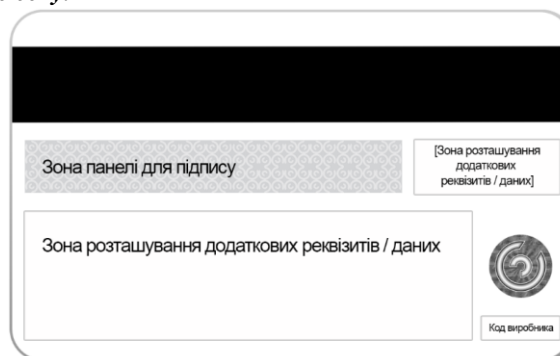 Зона панелі для підпису
[Зона розташування
додаткових
реквізитів / даних]
Зона розташування додаткових реквізитів / даних
Код виробника